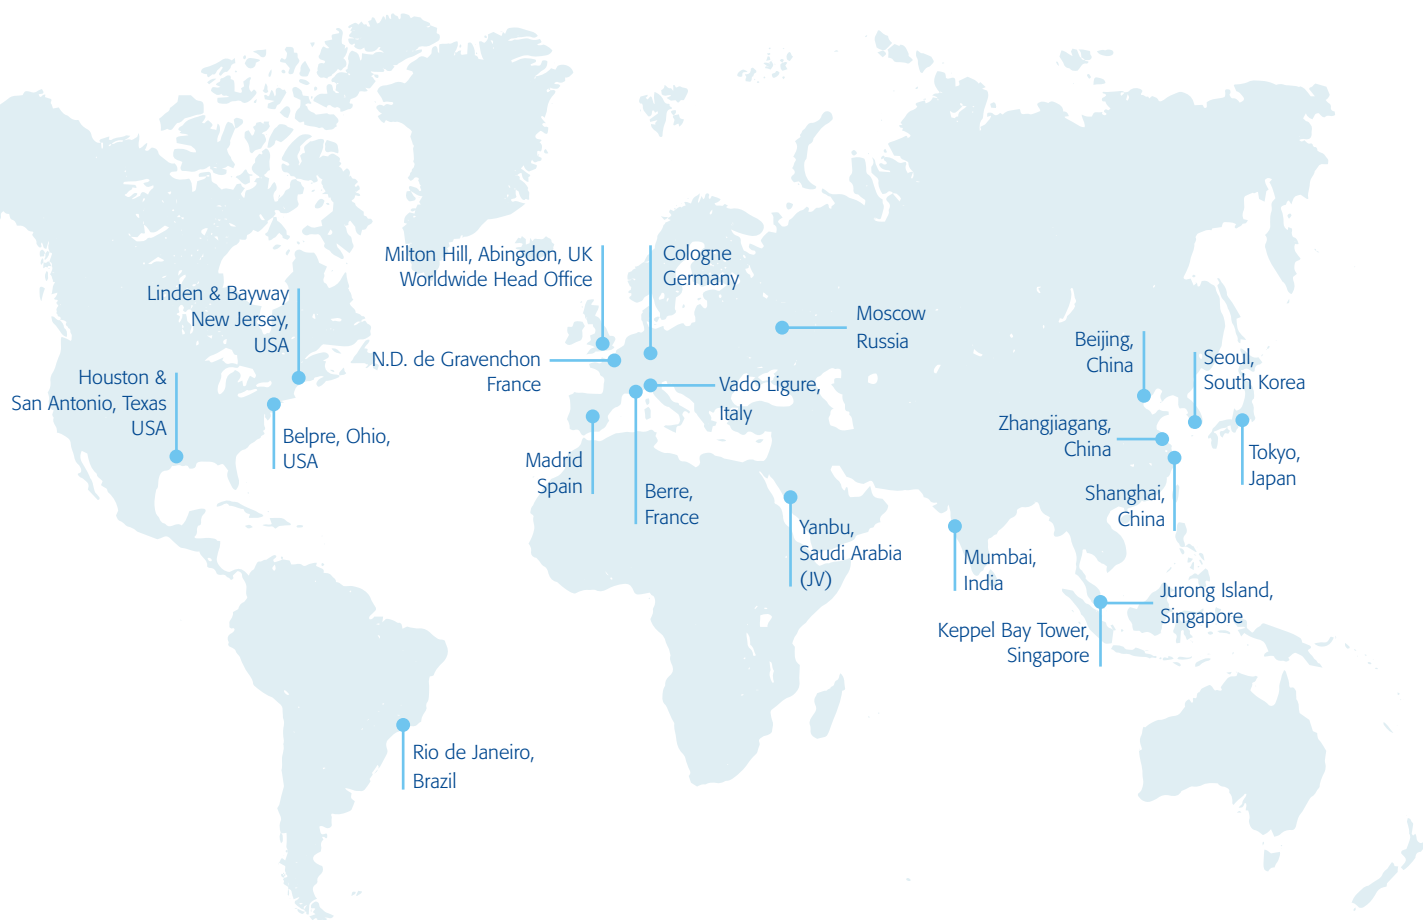 Milton Hill, Abingdon, UK
Worldwide Head Office
Cologne
Germany
Linden & Bayway
New Jersey,
USA
Moscow
Russia
N.D. de Gravenchon
France
Houston &
San Antonio, Texas
USA
Vado Ligure,
Italy
Beijing,
China
Seoul,
South Korea
Belpre, Ohio,
USA
Zhangjiagang,
China
Madrid
Spain
Tokyo,
Japan
Berre,
France
Shanghai,
China
Yanbu,
Saudi Arabia
(JV)
Mumbai,
India
Jurong Island,
Singapore
Keppel Bay Tower,
Singapore
Rio de Janeiro,
Brazil